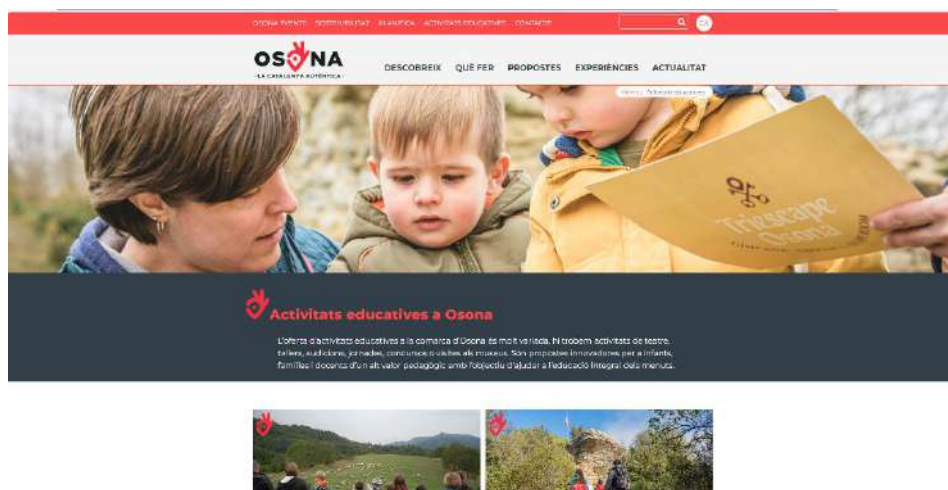 OSONA EVENTS SOSTENIBILITAT PLANIFICA ACTIVITATS EDUCATIVES CONTACTE
CA
OSONA
·LA CATALUNYA AUTÈNTICA·
DESCOBREIX QUÈ FER PROPOSTES EXPERIÈNCIES ACTUALITAT
Triescape
Osona
Activitats educatives a Osona
L'oferta d'activitats educatives a la comarca d'Osona és molt variada, hi trobem activitats de teatre,
tallers, audicions, jornades, concursos o visites als museus. Són propostes innovadores per a infants,
famílies i docents d'un alt valor pedagògic amb l'objectiu d'ajudar a l'educació integral dels menuts.